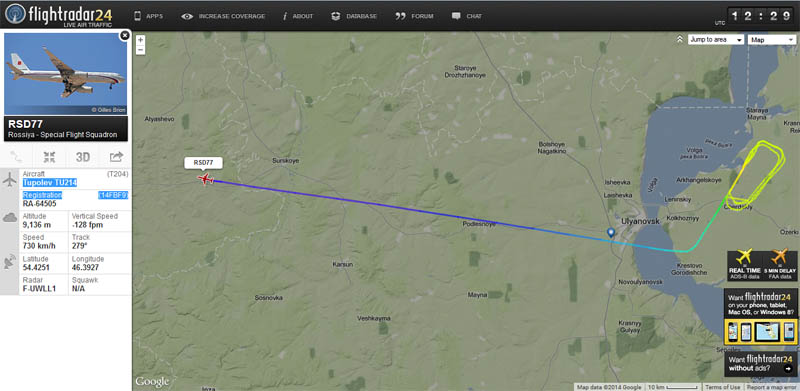 flightradar24
LIVE AIR TRAFFIC
APPS
INCREASE COVERAGE
ABOUT
DATABASE
FORUM
CHAT
UTC
12:29
© Gilles Brion
RSD77
Rossiya - Special Flight Squadron
3D
Aircraft (T204)
Tupolev TU214
Registration (14FBF9)
RA-64505
Altitude Vertical Speed
9,136 m -128 fpm
Speed Track
730 km/h 279°
Latitude Longitude
54.4251 46.3927
Radar Squawk
F-UWLL1 N/A
+
-
Jump to area
Map
Staroye
Drozhzhanoye
Alyashevo
RSD77
Surskoye
Bolshoye
Nagatkino
Isheevka
Laishevka
Ulyanovsk
Podlesnoye
Karsun
Sosnovka
Veshkayma
Mayna
Novoulyanovsk
Krasnyy
Gulyay
Kresto­vo
Gorodishche
Staraya
Mayna
Volga
Arkhangelskoye
Leninskiy
Kolkhoznyy
Ozerki
Volga
REAL TIME
ADS-B data
5 MIN DELAY
FAA data
Want
flightradar24
on your phone, tablet,
Mac OS, or Windows 8?
Want
flightradar24
without ads?
Google
Map data ©2014 Google
10 km
Terms of Use
Report a map error